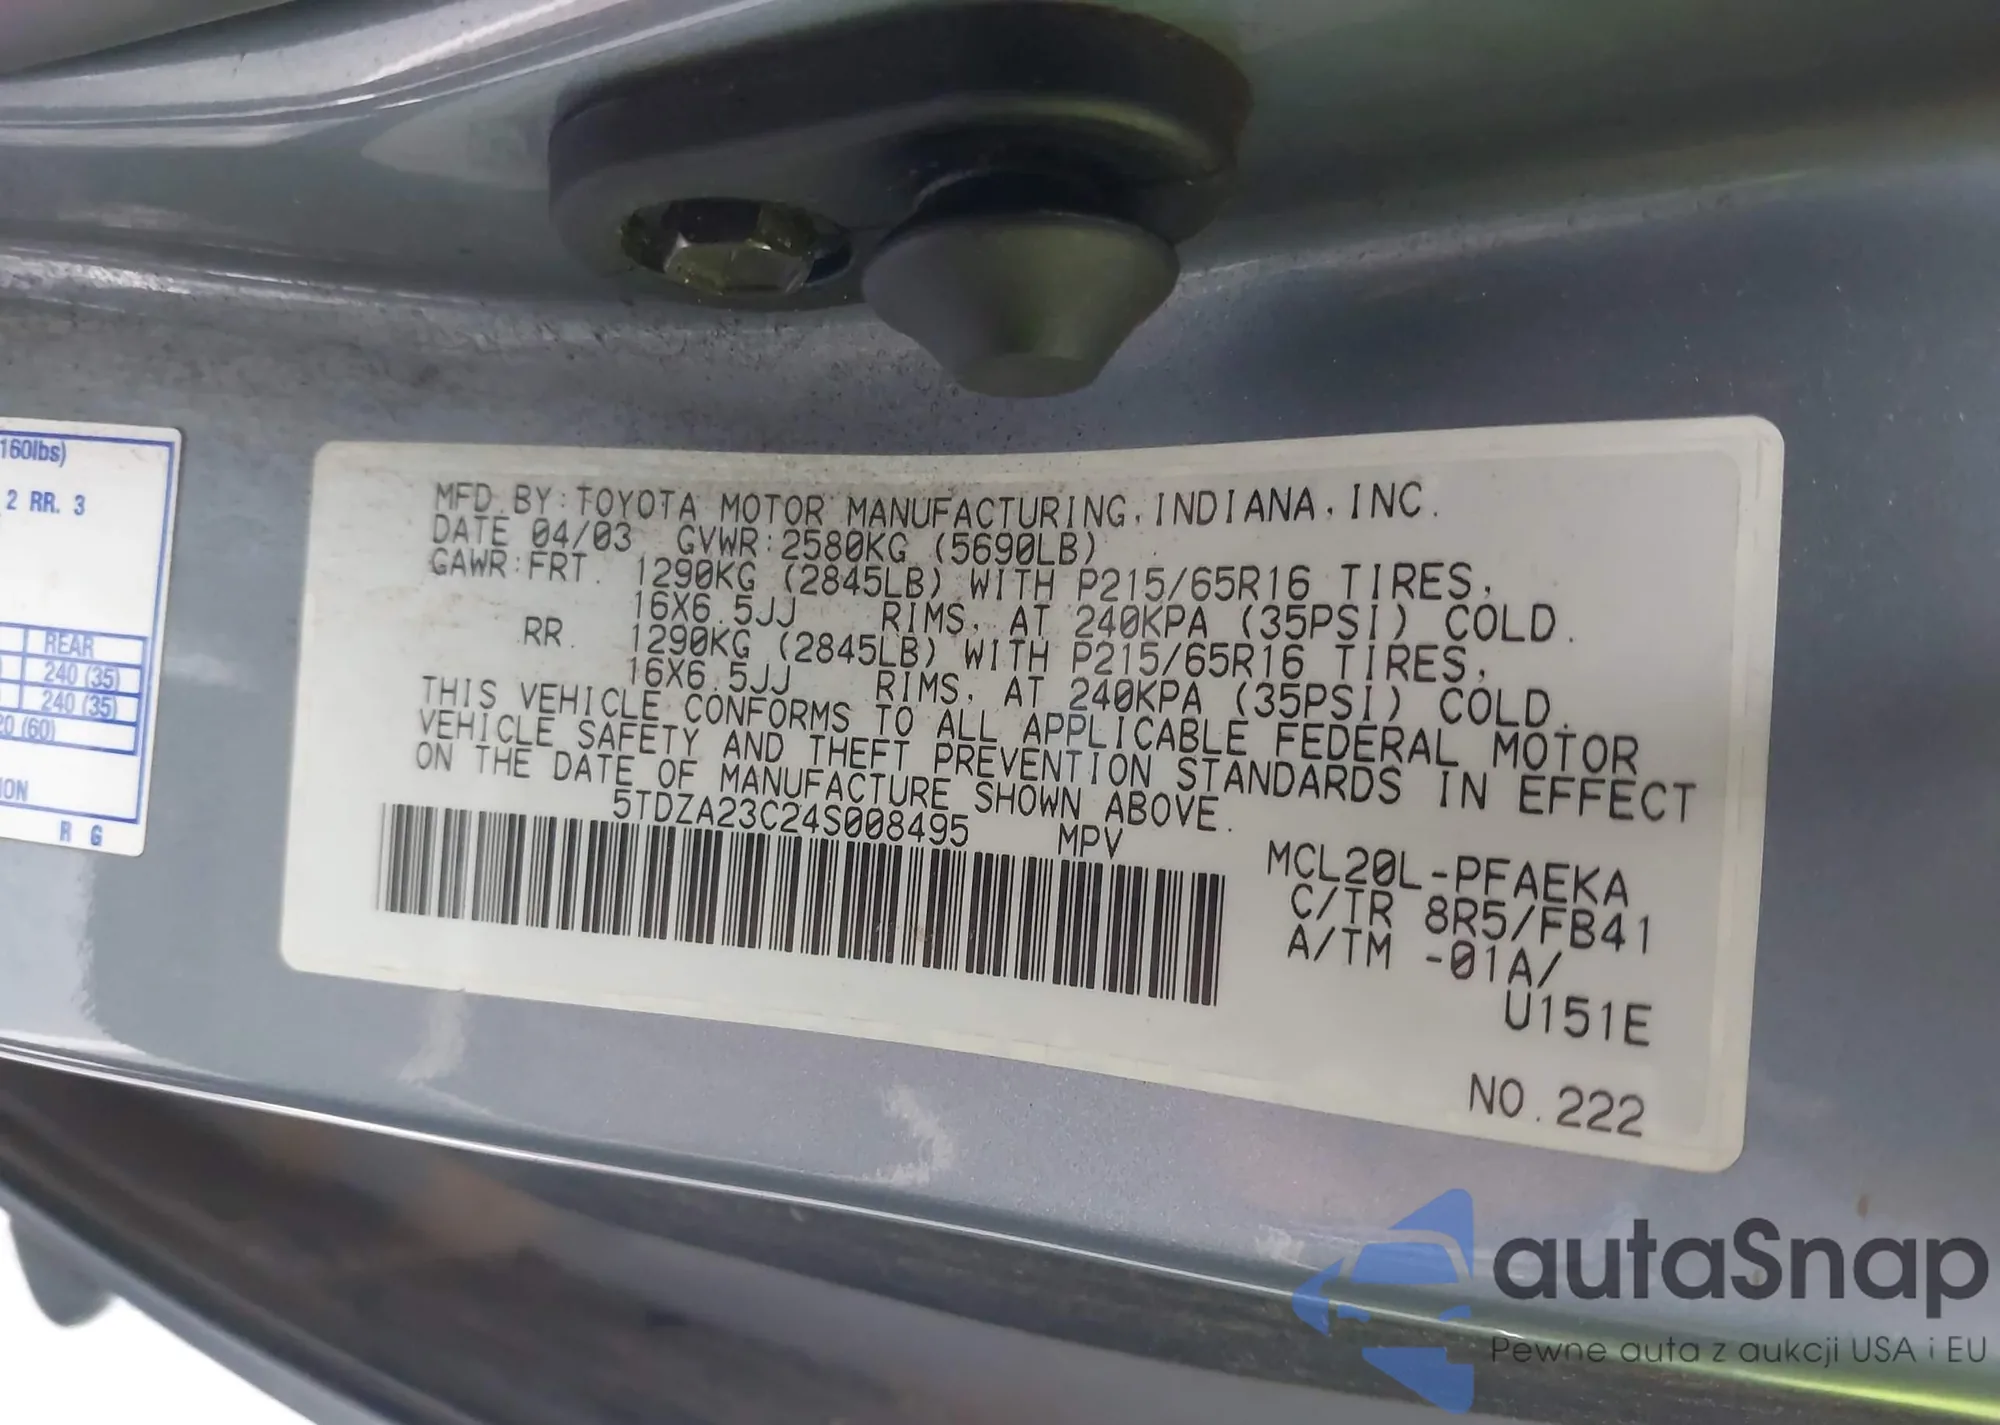 160lbs)
2 RR. 3
REAR
240 (35)
240 (35)
20 (60)
ION
R G
MFD.BY:TOYOTA MOTOR MANUFACTURING,INDIANA,INC.
DATE 04/03 GVWR:2580KG (5690LB)
GAWR:FRT. 1290KG (2845LB) WITH P215/65R16 TIRES,
16X6.5JJ RIMS, AT 240KPA (35PSI) COLD.
RR. 1290KG (2845LB) WITH P215/65R16 TIRES,
16X6.5JJ RIMS, AT 240KPA (35PSI) COLD.
THIS VEHICLE CONFORMS TO ALL APPLICABLE FEDERAL MOTOR
VEHICLE SAFETY AND THEFT PREVENTION STANDARDS IN EFFECT
ON THE DATE OF MANUFACTURE SHOWN ABOVE.
5TDZA23C24S008495 MPV
MCL20L-PFAEKA
C/TR 8R5/FB41
A/TM -01A/
U151E
NO.222
autaSnap
Pewne auta z aukcji USA i EU